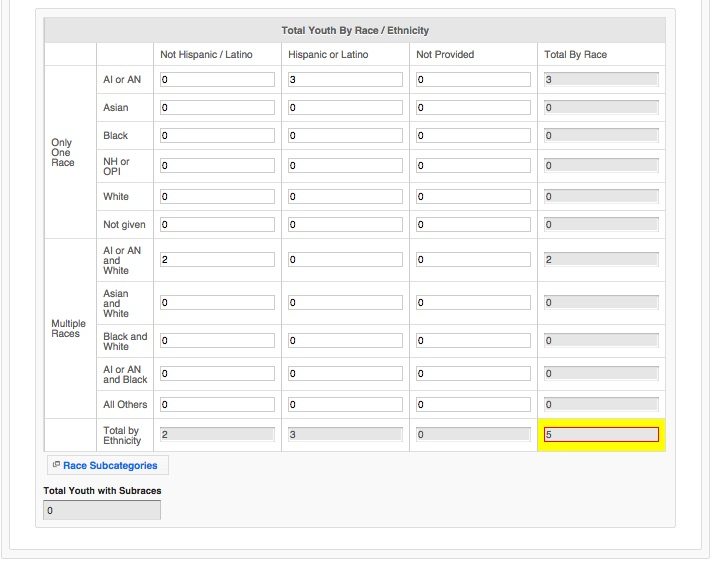 Total Youth By Race / Ethnicity
Not Hispanic / Latino Hispanic or Latino Not Provided Total By Race
Only
One
Race
AI or AN 0 3 0 3
Asian 0 0 0 0
Black 0 0 0 0
NH or
OPI 0 0 0 0
White 0 0 0 0
Not given 0 0 0 0
Multiple
Races
AI or AN
and
White 2 0 0 2
Asian
and
White 0 0 0 0
Black and
White 0 0 0 0
AI or AN
and Black 0 0 0 0
All Others 0 0 0 0
Total by
Ethnicity 2 3 0 5
Race Subcategories
Total Youth with Subraces
0